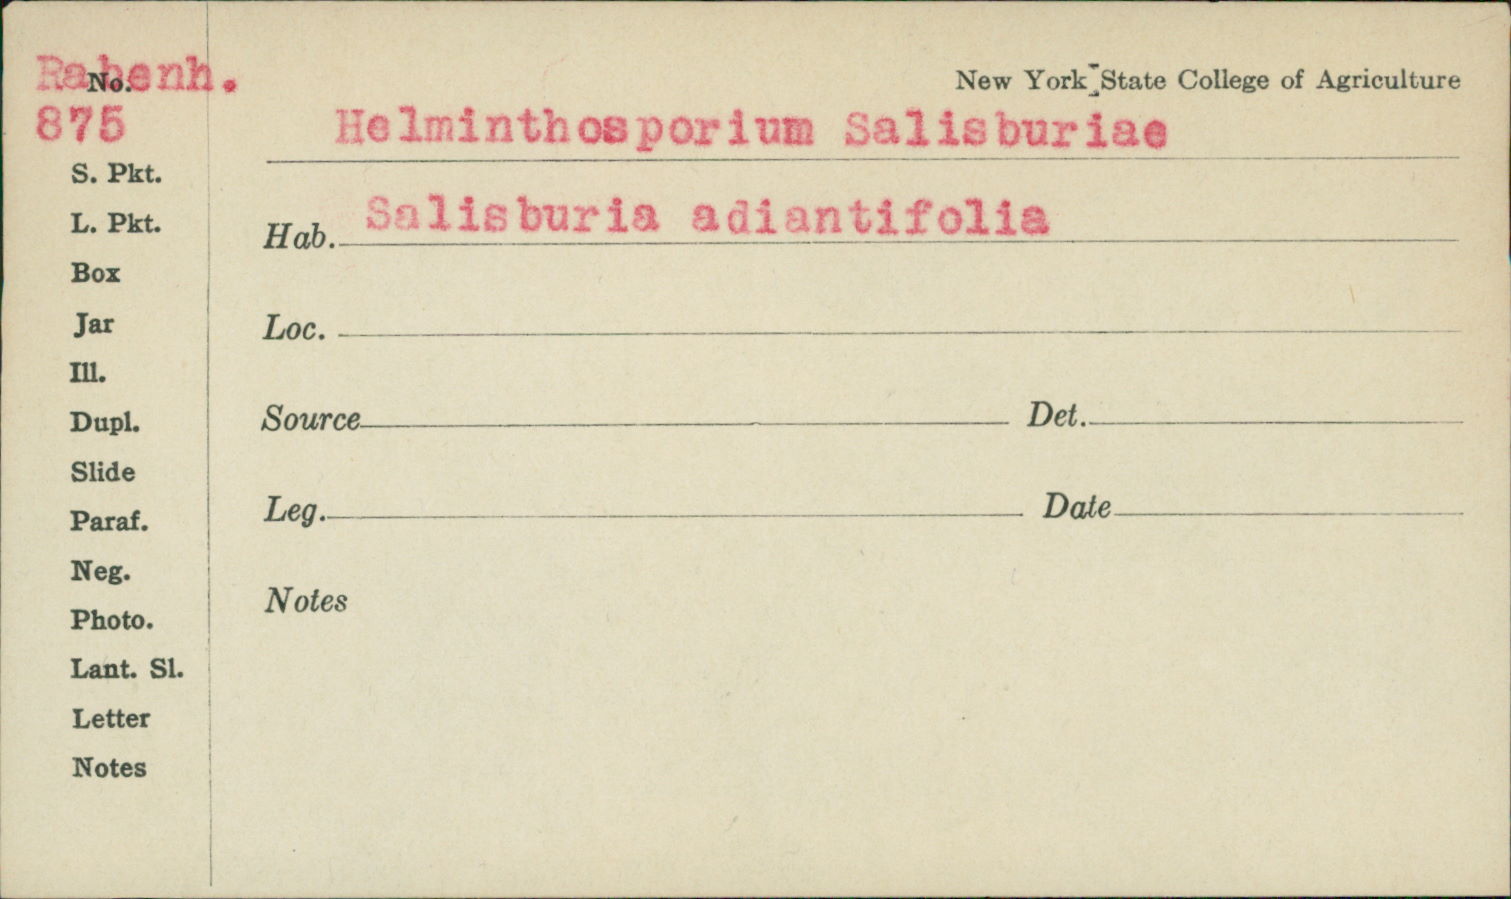 Rabenh.
No.
875
New York State College of Agriculture
Helminthosporium Salisburiae
S. Pkt.
L. Pkt.
Box
Jar
Ill.
Dupl.
Slide
Paraf.
Neg.
Photo.
Lant. Sl.
Letter
Notes
Hab. Salisburia adiantifolia
Loc.
Source Det.
Leg. Date
Notes